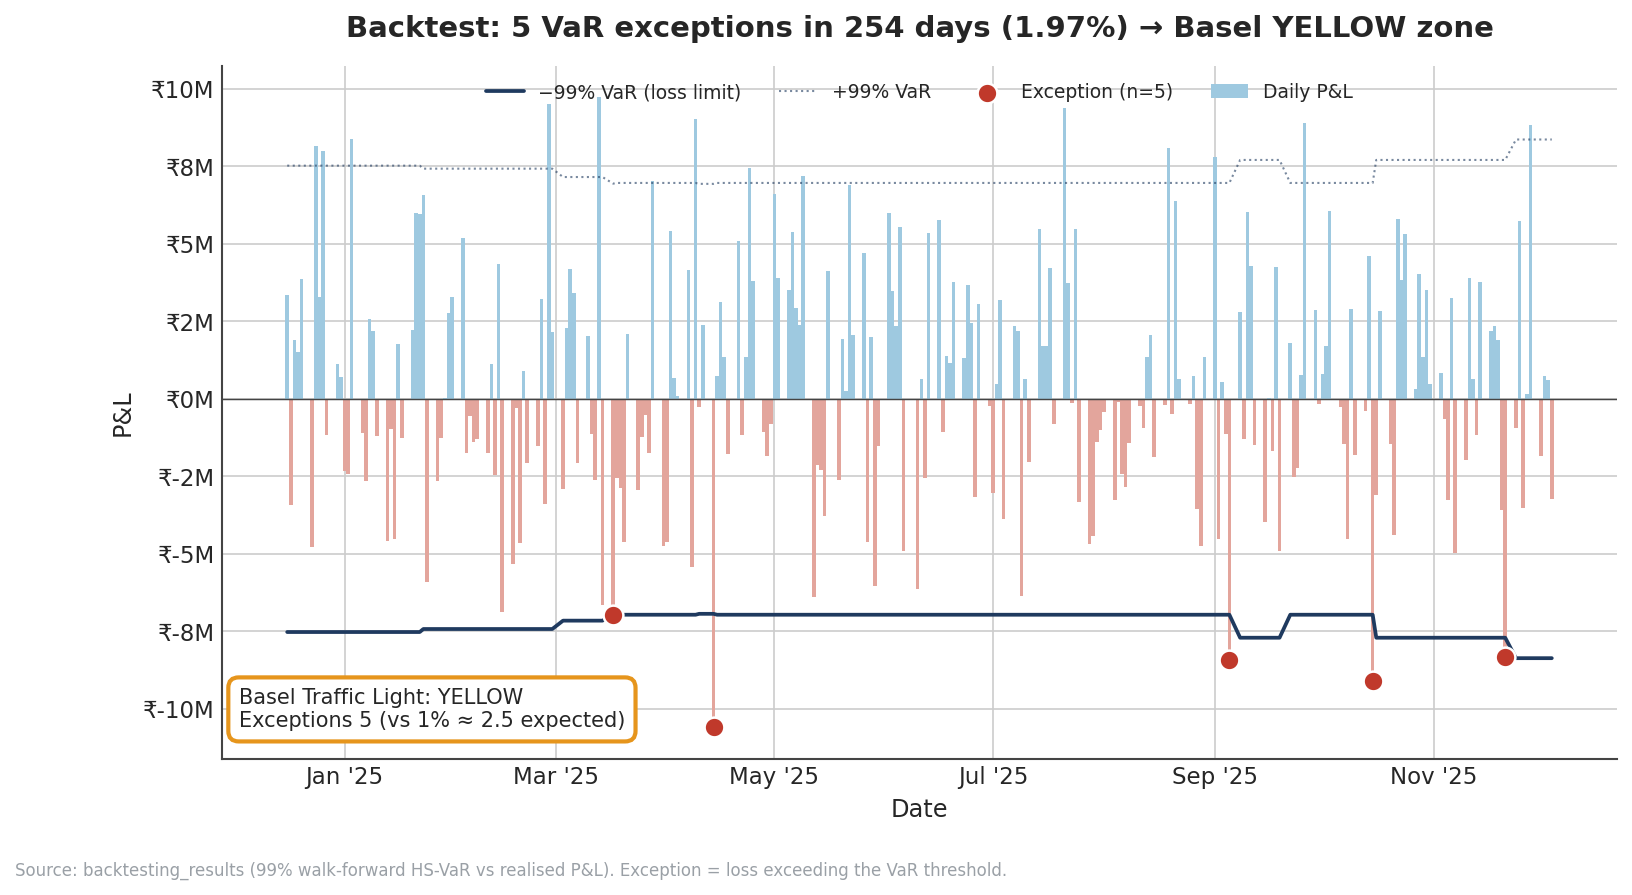 Backtest: 5 VaR exceptions in 254 days (1.97%) → Basel YELLOW zone
−99% VaR (loss limit)
+99% VaR
Exception (n=5)
Daily P&L
₹10M
₹8M
₹5M
₹2M
₹0M
₹-2M
₹-5M
₹-8M
₹-10M
P&L
Basel Traffic Light: YELLOW
Exceptions 5 (vs 1% ≈ 2.5 expected)
Jan '25
Mar '25
May '25
Jul '25
Sep '25
Nov '25
Date
Source: backtesting_results (99% walk-forward HS-VaR vs realised P&L). Exception = loss exceeding the VaR threshold.